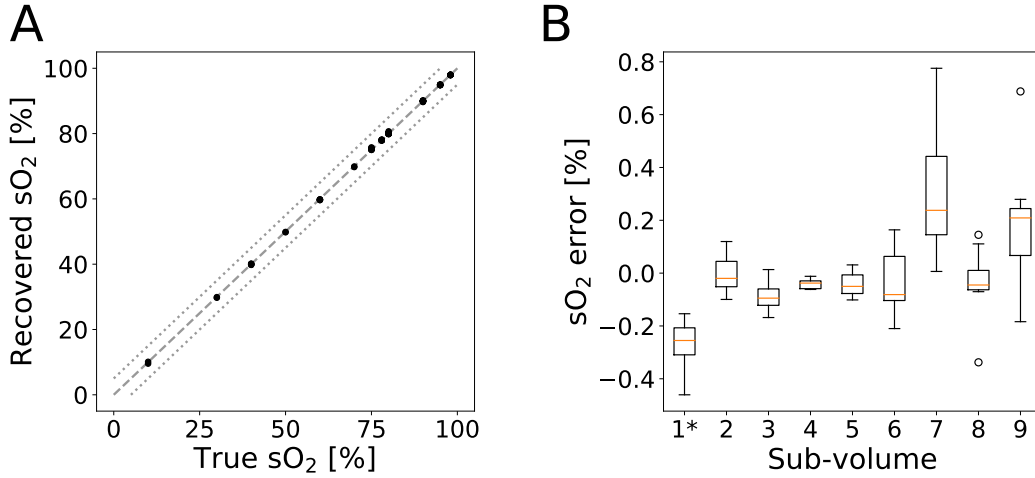 A
Recovered sO₂ [%]
100
80
60
40
20
0
0 25 50 75 100
True sO₂ [%]
B
sO₂ error [%]
0.8
0.6
0.4
0.2
0.0
−0.2
−0.4
1* 2 3 4 5 6 7 8 9
Sub-volume